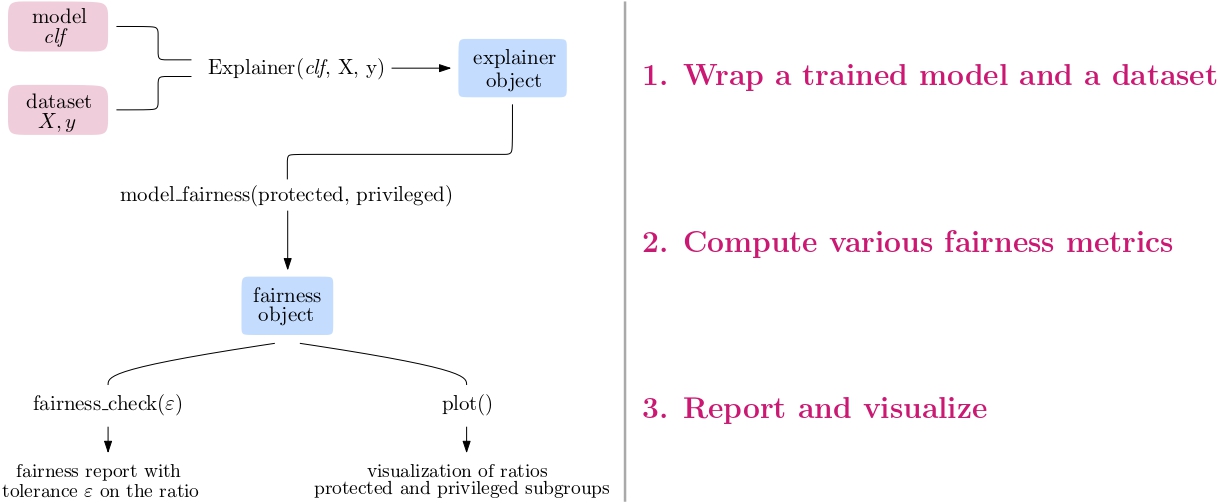 model
clf
dataset
X, y
Explainer(clf, X, y)
explainer
object
1. Wrap a trained model and a dataset
model_fairness(protected, privileged)
2. Compute various fairness metrics
fairness
object
fairness_check(ε)
plot()
3. Report and visualize
fairness report with
tolerance ε on the ratio
visualization of ratios
protected and privileged subgroups